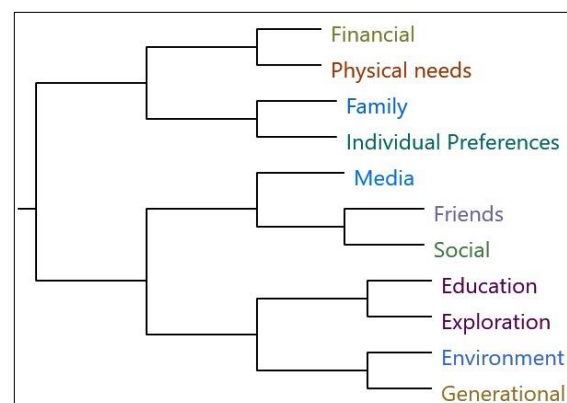 Financial
Physical needs
Family
Individual Preferences
Media
Friends
Social
Education
Exploration
Environment
Generational